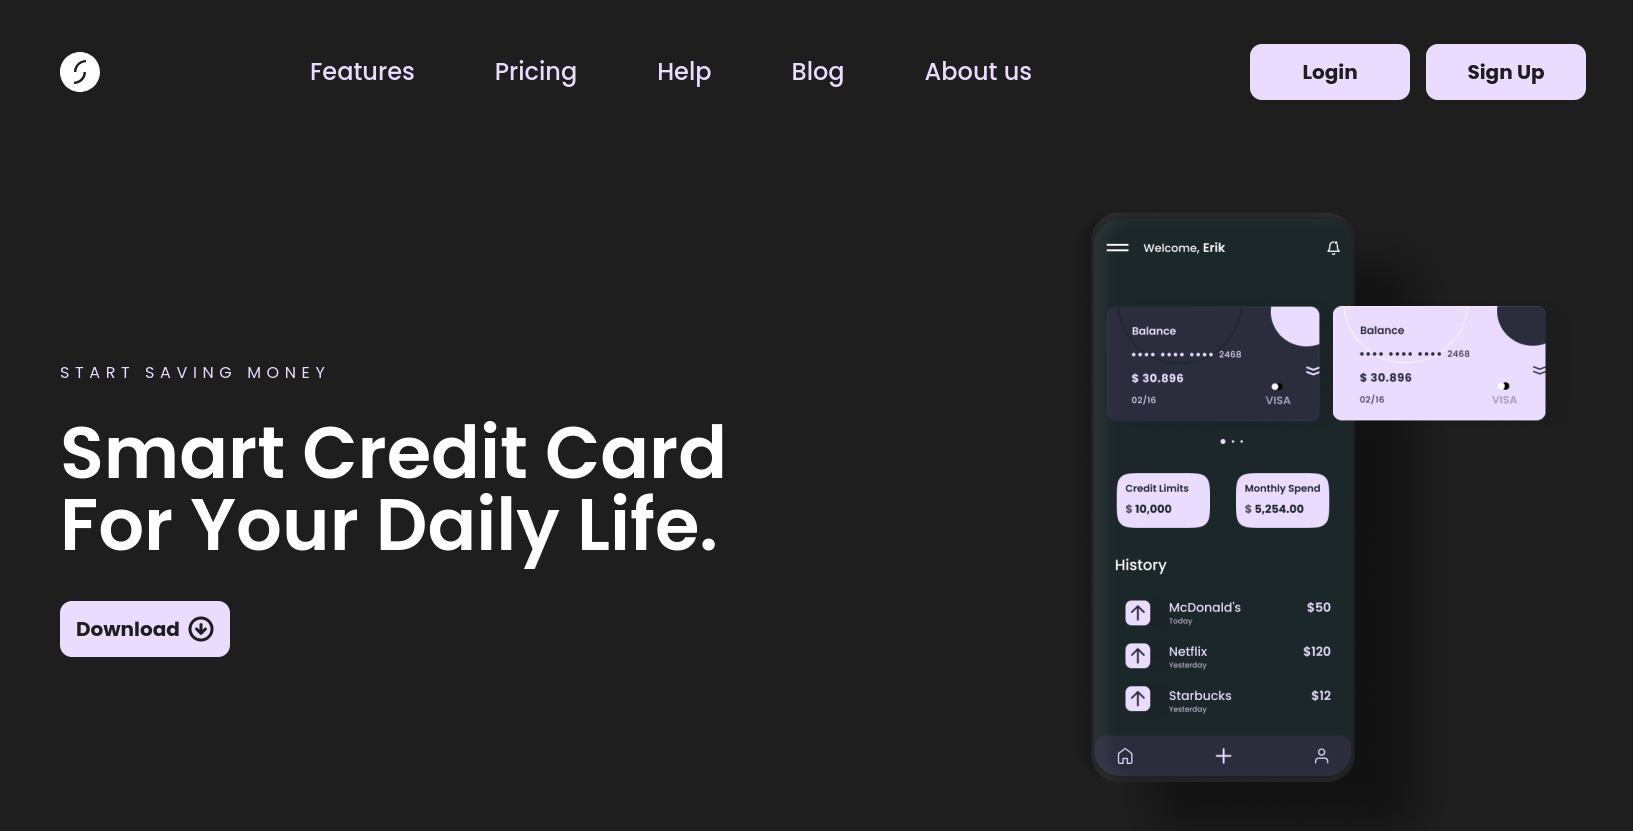 Features Pricing Help Blog About us Login Sign Up
START SAVING MONEY
Smart Credit Card
For Your Daily Life.
Download
Welcome, Erik
Balance
•••• •••• •••• 2468
$ 30.896
02/16
VISA
Balance
•••• •••• •••• 2468
$ 30.896
02/16
VISA
Credit Limits
$ 10,000
Monthly Spend
$ 5,254.00
History
McDonald's $50
Today
Netflix $120
Yesterday
Starbucks $12
Yesterday